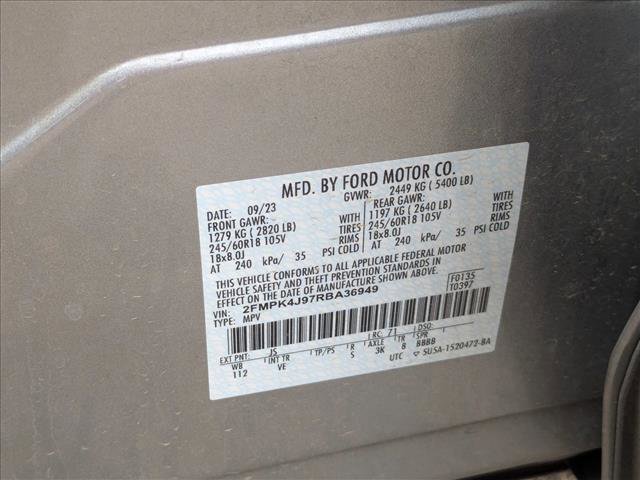 MFD. BY FORD MOTOR CO.
DATE: 09/23 GVWR: 2449 KG ( 5400 LB)
FRONT GAWR: WITH REAR GAWR: WITH
1279 KG ( 2820 LB) TIRES 1197 KG ( 2640 LB) TIRES
245/60R18 105V RIMS 245/60R18 105V RIMS
18x8.0J 18x8.0J
AT 240 kPa/ 35 PSI COLD AT 240 kPa/ 35 PSI COLD
THIS VEHICLE CONFORMS TO ALL APPLICABLE FEDERAL MOTOR
VEHICLE SAFETY AND THEFT PREVENTION STANDARDS IN
EFFECT ON THE DATE OF MANUFACTURE SHOWN ABOVE.
VIN: 2FMPK4J97RBA36949 F0135
TYPE: MPV T0397
EXT PNT: JS RC: 71 DSO:
WB INT TR TP/PS R AXLE TR SPR
112 VE S 3K 8 BBBB
UTC ▽ SU5A-1520472-BA